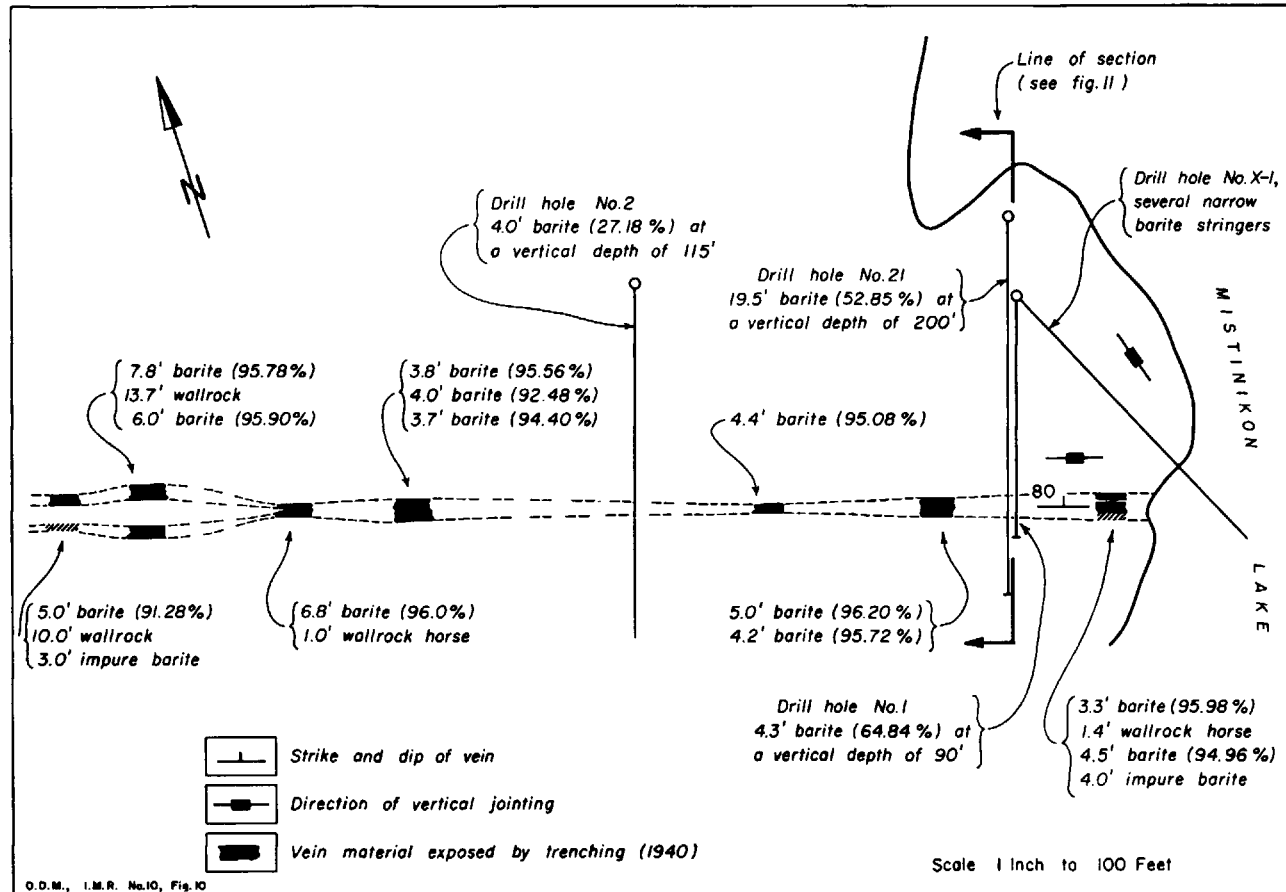 Line of section
(see fig.11)
N
Drill hole No.2
4.0' barite (27.18%) at
a vertical depth of 115'
Drill hole No.X-1,
several narrow
barite stringers
Drill hole No.21
19.5' barite (52.85%) at
a vertical depth of 200'
MISTINIKON
LAKE
7.8' barite (95.78%)
13.7' wallrock
6.0' barite (95.90%)
3.8' barite (95.56%)
4.0' barite (92.48%)
3.7' barite (94.40%)
4.4' barite (95.08%)
80
5.0' barite (91.28%)
10.0' wallrock
3.0' impure barite
6.8' barite (96.0%)
1.0' wallrock horse
5.0' barite (96.20%)
4.2' barite (95.72%)
Drill hole No.1
4.3' barite (64.84%) at
a vertical depth of 90'
3.3' barite (95.98%)
1.4' wallrock horse
4.5' barite (94.96%)
4.0' impure barite
Strike and dip of vein
Direction of vertical jointing
Vein material exposed by trenching (1940)
Scale 1 Inch to 100 Feet
O.D.M., I.M.R. No.10, Fig.10